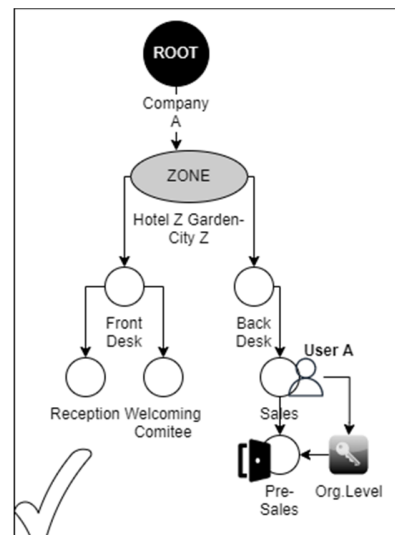 ROOT
Company
A
ZONE
Hotel Z Garden-
City Z
Front
Desk
Back
Desk
User A
Reception
Welcoming
Comitee
Sales
Pre-
Sales
Org.Level